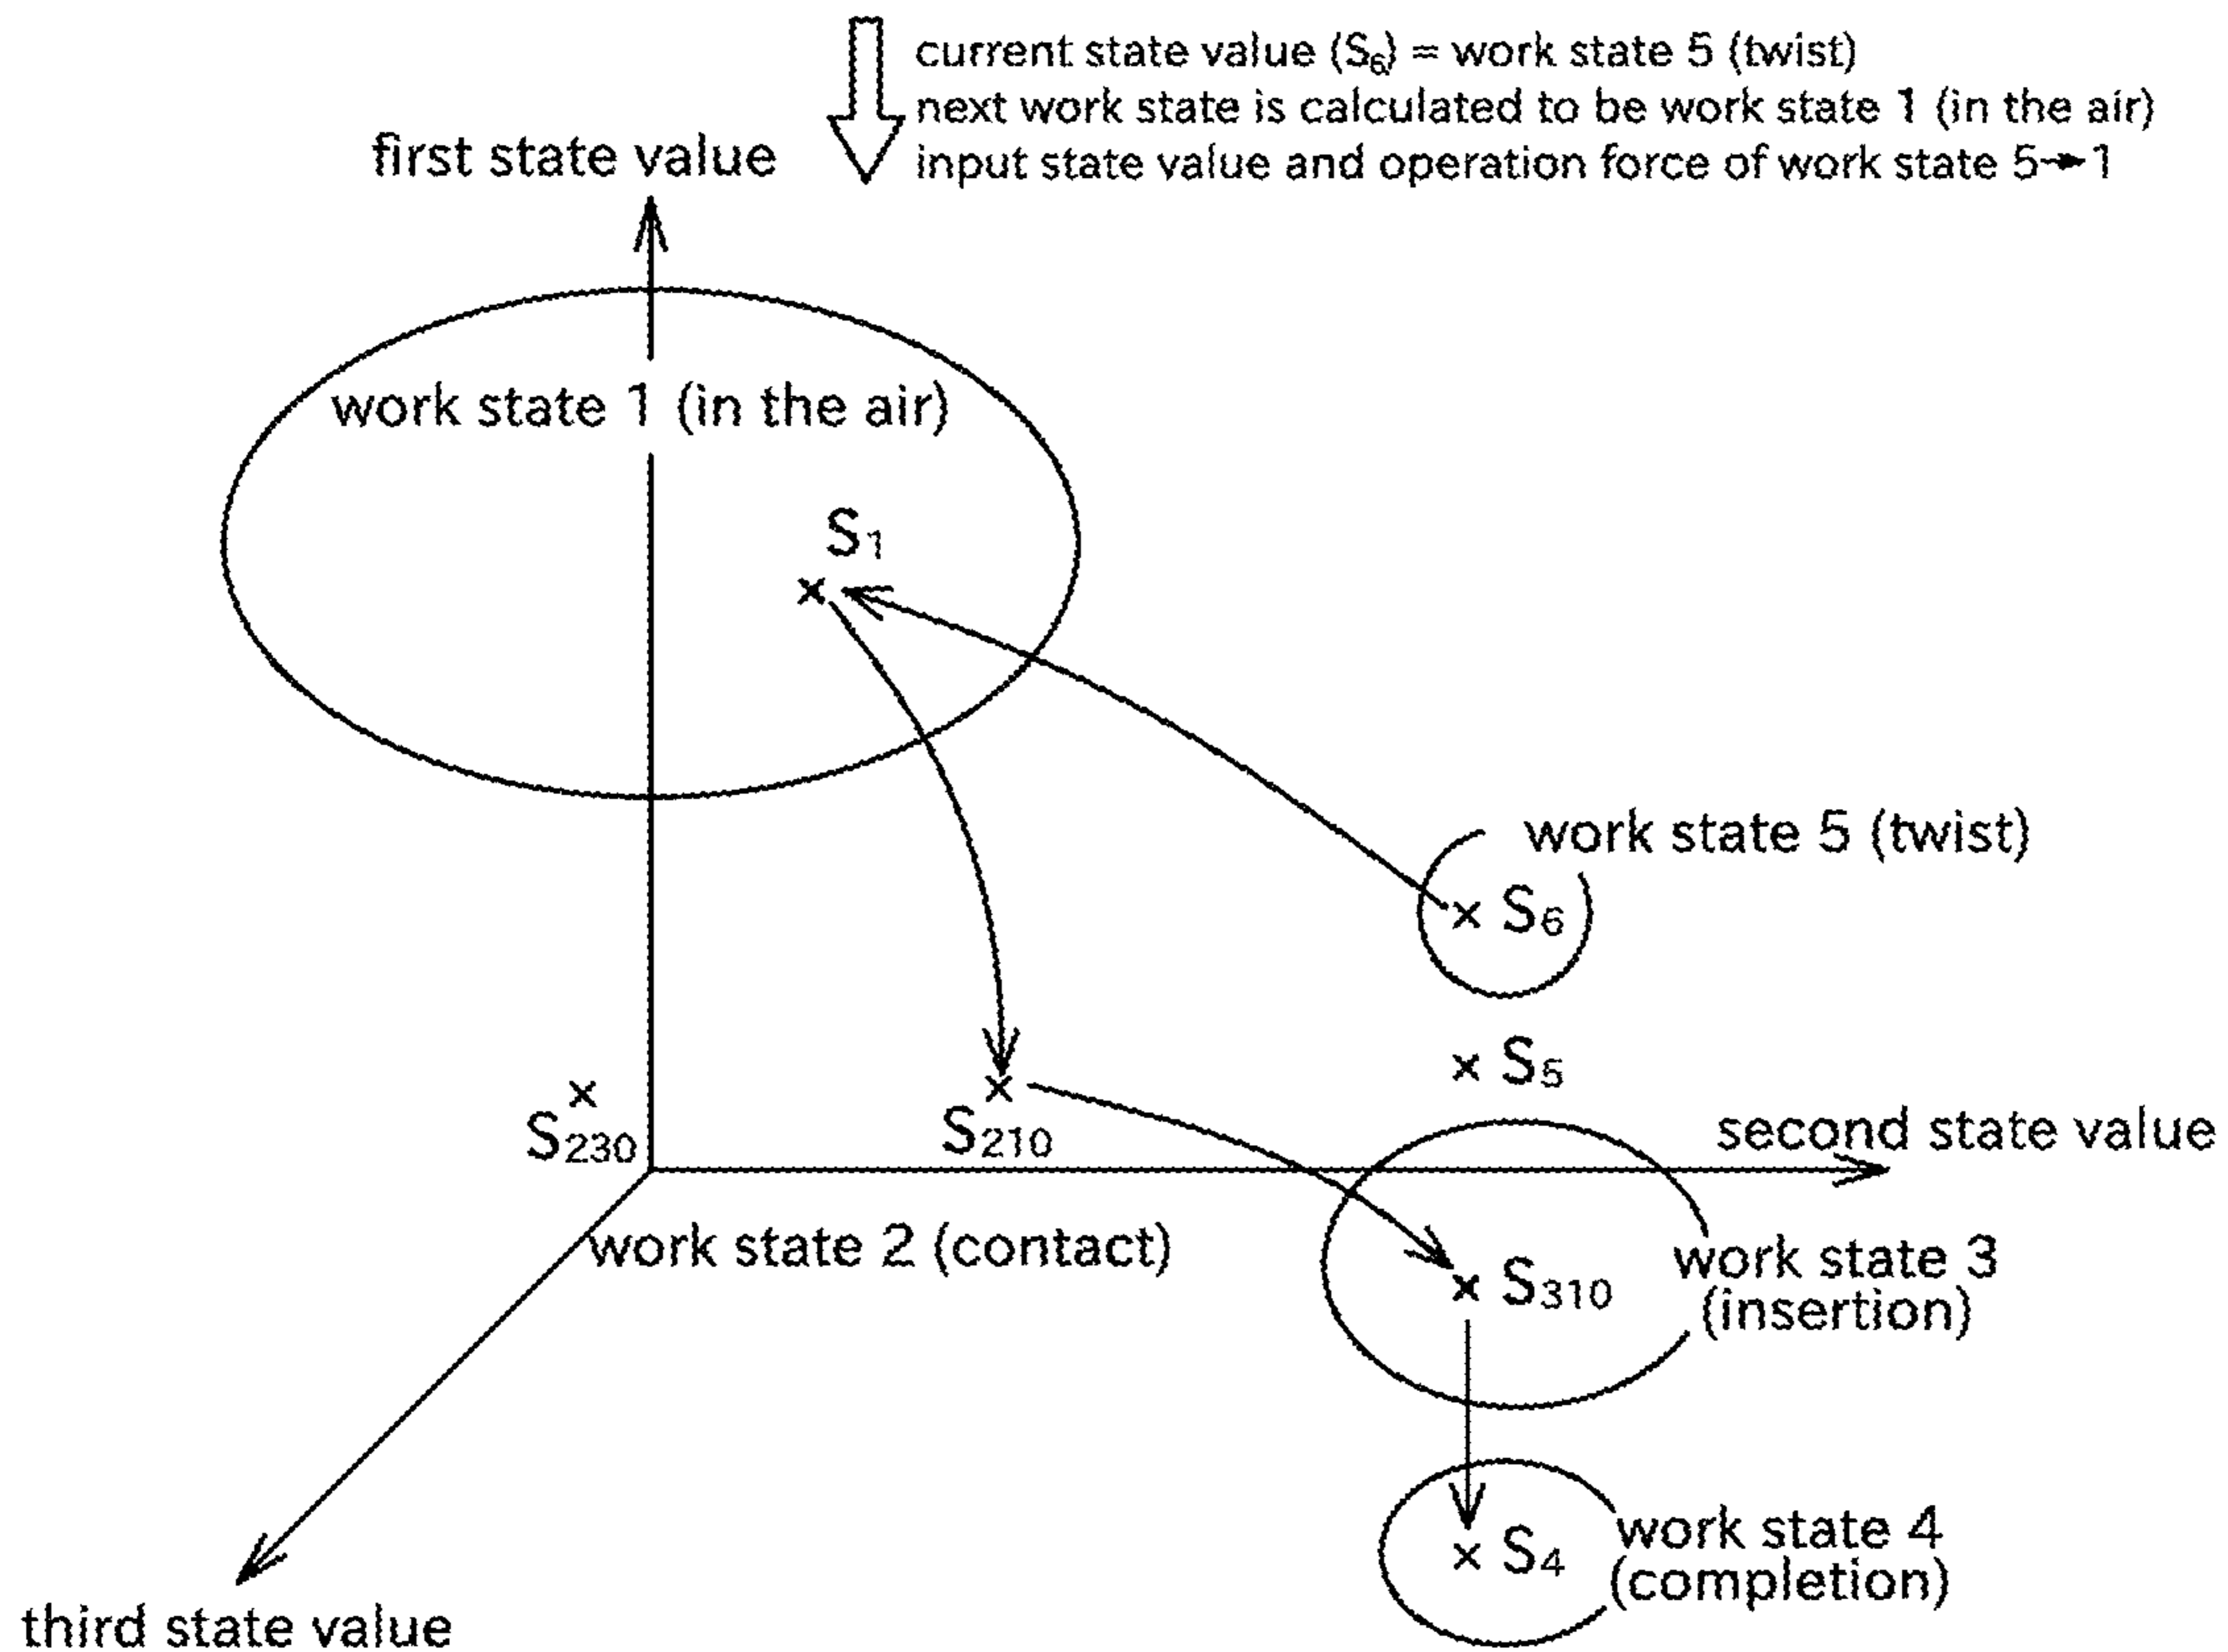 current state value (S₆) = work state 5 (twist)
next work state is calculated to be work state 1 (in the air)
input state value and operation force of work state 5→1
first state value
work state 1 (in the air)
S₁
work state 5 (twist)
× S₆
× S₅
×
S₂₃₀
×
S₂₁₀
second state value
work state 2 (contact)
× S₃₁₀
work state 3
(insertion)
× S₄
work state 4
(completion)
third state value